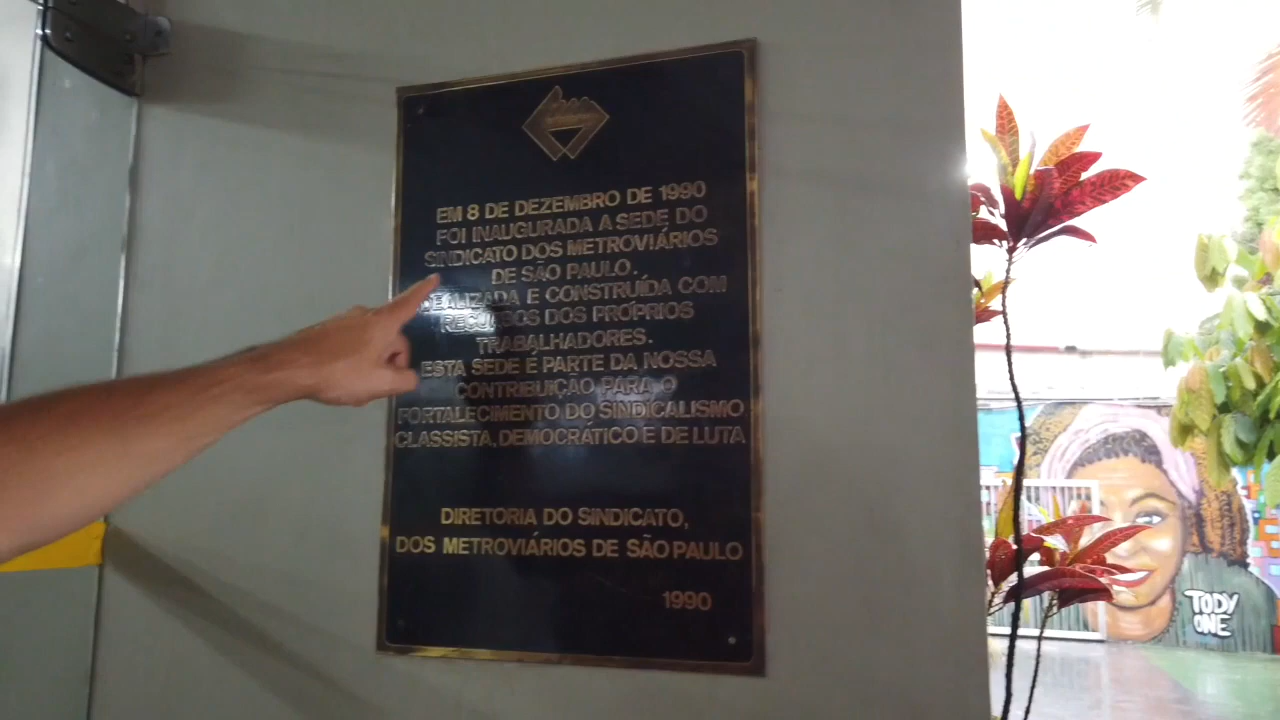 EM 8 DE DEZEMBRO DE 1990
FOI INAUGURADA A SEDE DO
SINDICATO DOS METROVIÁRIOS
DE SÃO PAULO.
IDEALIZADA E CONSTRUÍDA COM
RECURSOS DOS PRÓPRIOS
TRABALHADORES.
ESTA SEDE É PARTE DA NOSSA
CONTRIBUIÇÃO PARA O
FORTALECIMENTO DO SINDICALISMO
CLASSISTA, DEMOCRÁTICO E DE LUTA
DIRETORIA DO SINDICATO,
DOS METROVIÁRIOS DE SÃO PAULO
1990
TODY
ONE